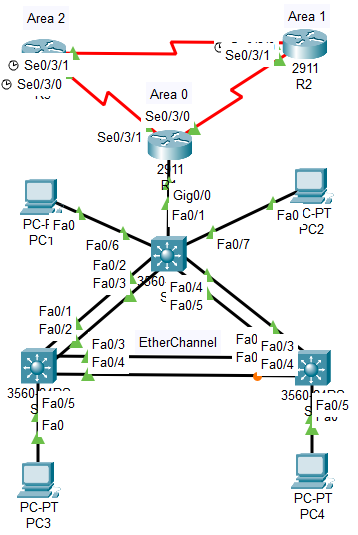 Area 2
Area 1
Se0/3/1
Se0/3/1
2911
R2
Se0/3/0
Area 0
Se0/3/0
Se0/3/1
2911
Gig0/0
Fa0/1
Fa0
PC1
Fa0
PC-PT
PC2
Fa0/6
Fa0/7
Fa0/2
Fa0/3
Fa0/4
Fa0/5
Fa0/1
Fa0/2
EtherChannel
Fa0/3
Fa0/4
Fa0/3
Fa0/4
Fa0/5
Fa0
Fa0/5
PC-PT
PC3
PC-PT
PC4